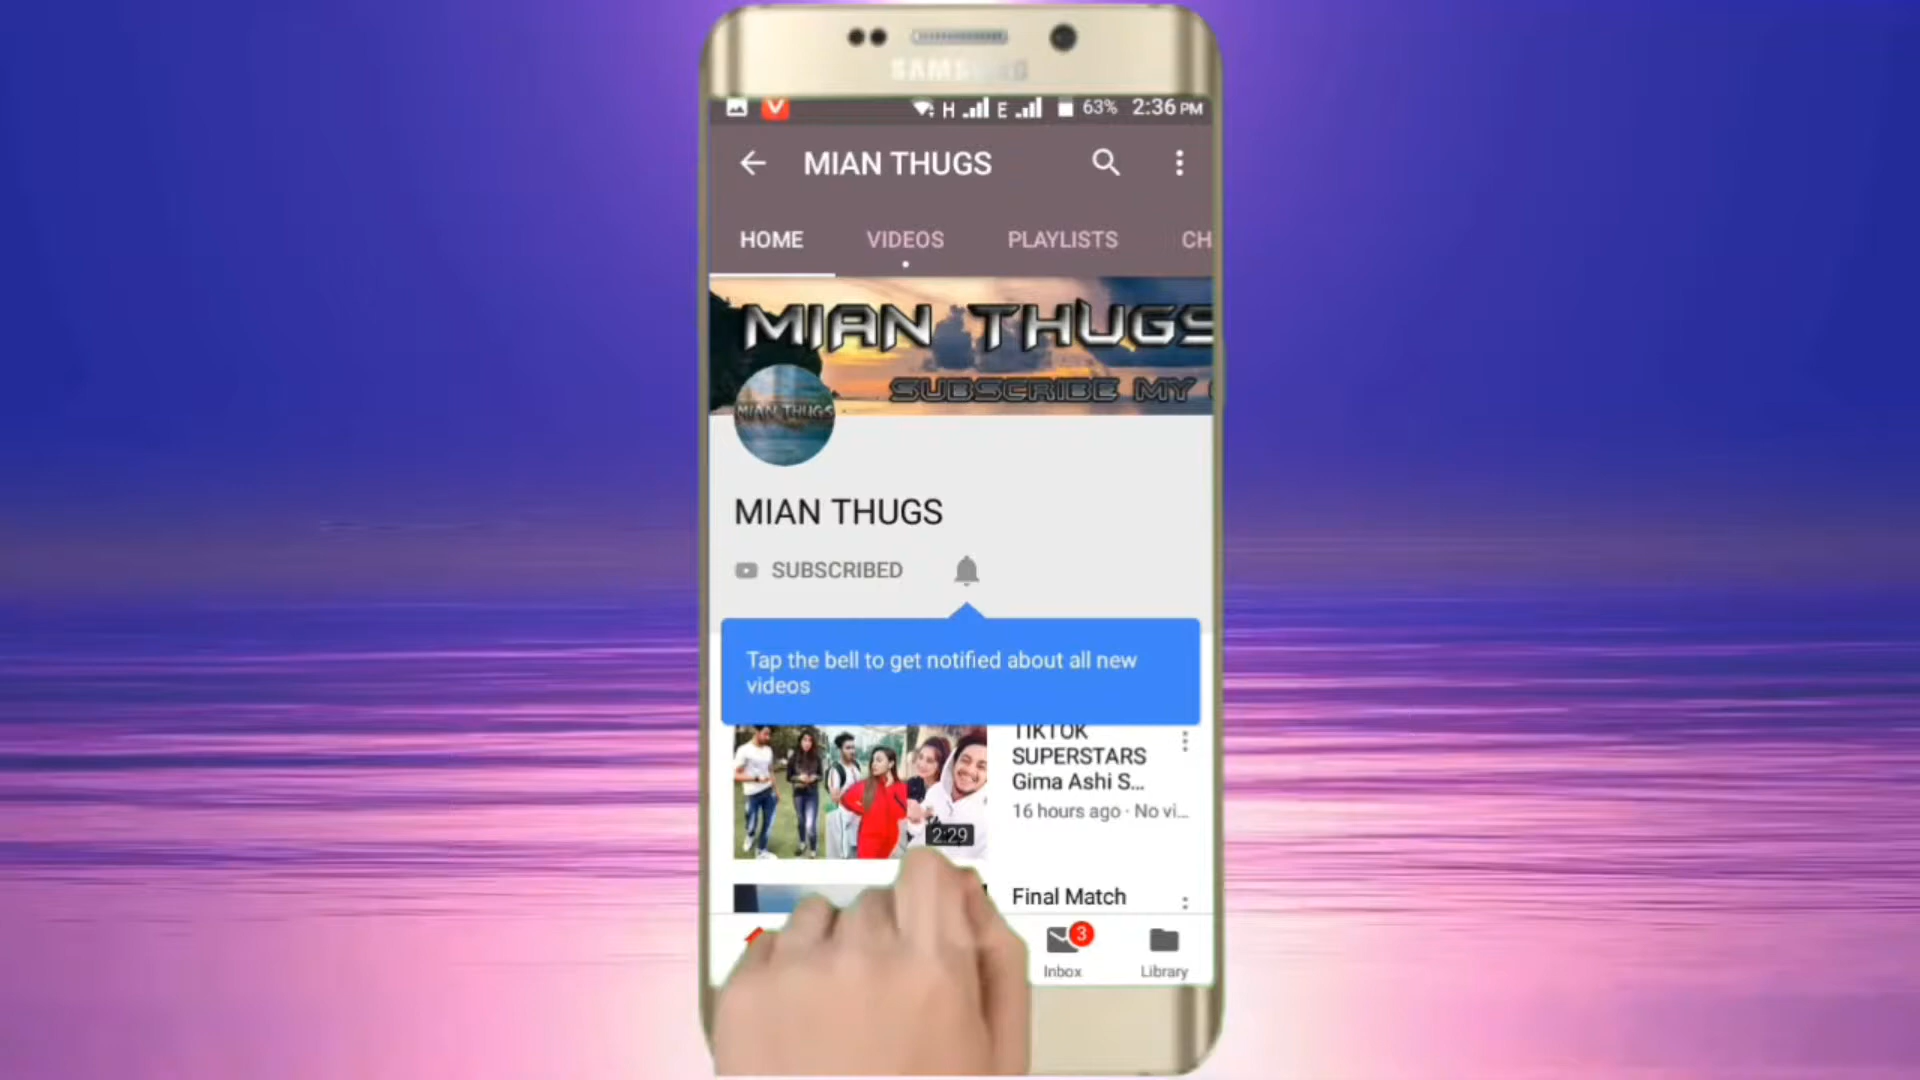 SAMSUNG
H E 63% 2:36 PM
MIAN THUGS
HOME VIDEOS PLAYLISTS CH
MIAN THUGS
SUBSCRIBE MY
MIAN THUGS
MIAN THUGS
SUBSCRIBED
Tap the bell to get notified about all new
videos
TIKTOK
SUPERSTARS
Gima Ashi S...
16 hours ago · No vi...
2:29
Final Match
3
Inbox Library